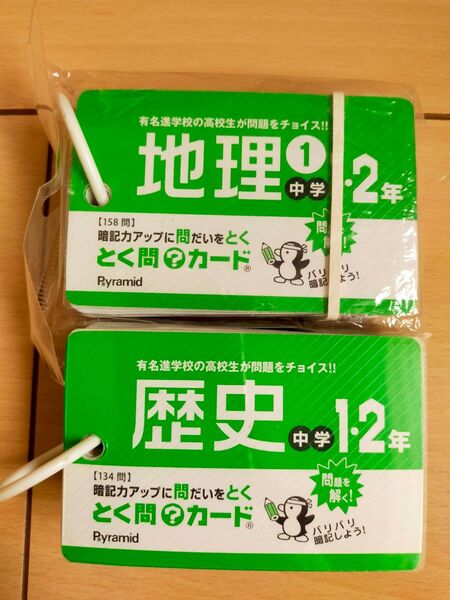 有名進学校の高校生が問題をチョイス!!
地理① 中学 1・2年
【158問】
暗記力アップに問だいをとく
とく問?カード®
Pyramid
問
解く!
バリバリ
暗記しよう!
有名進学校の高校生が問題をチョイス!!
歴史 中学 1・2年
【134問】
暗記力アップに問だいをとく
とく問?カード®
Pyramid
問題を
解く!
バリバリ
暗記しよう!